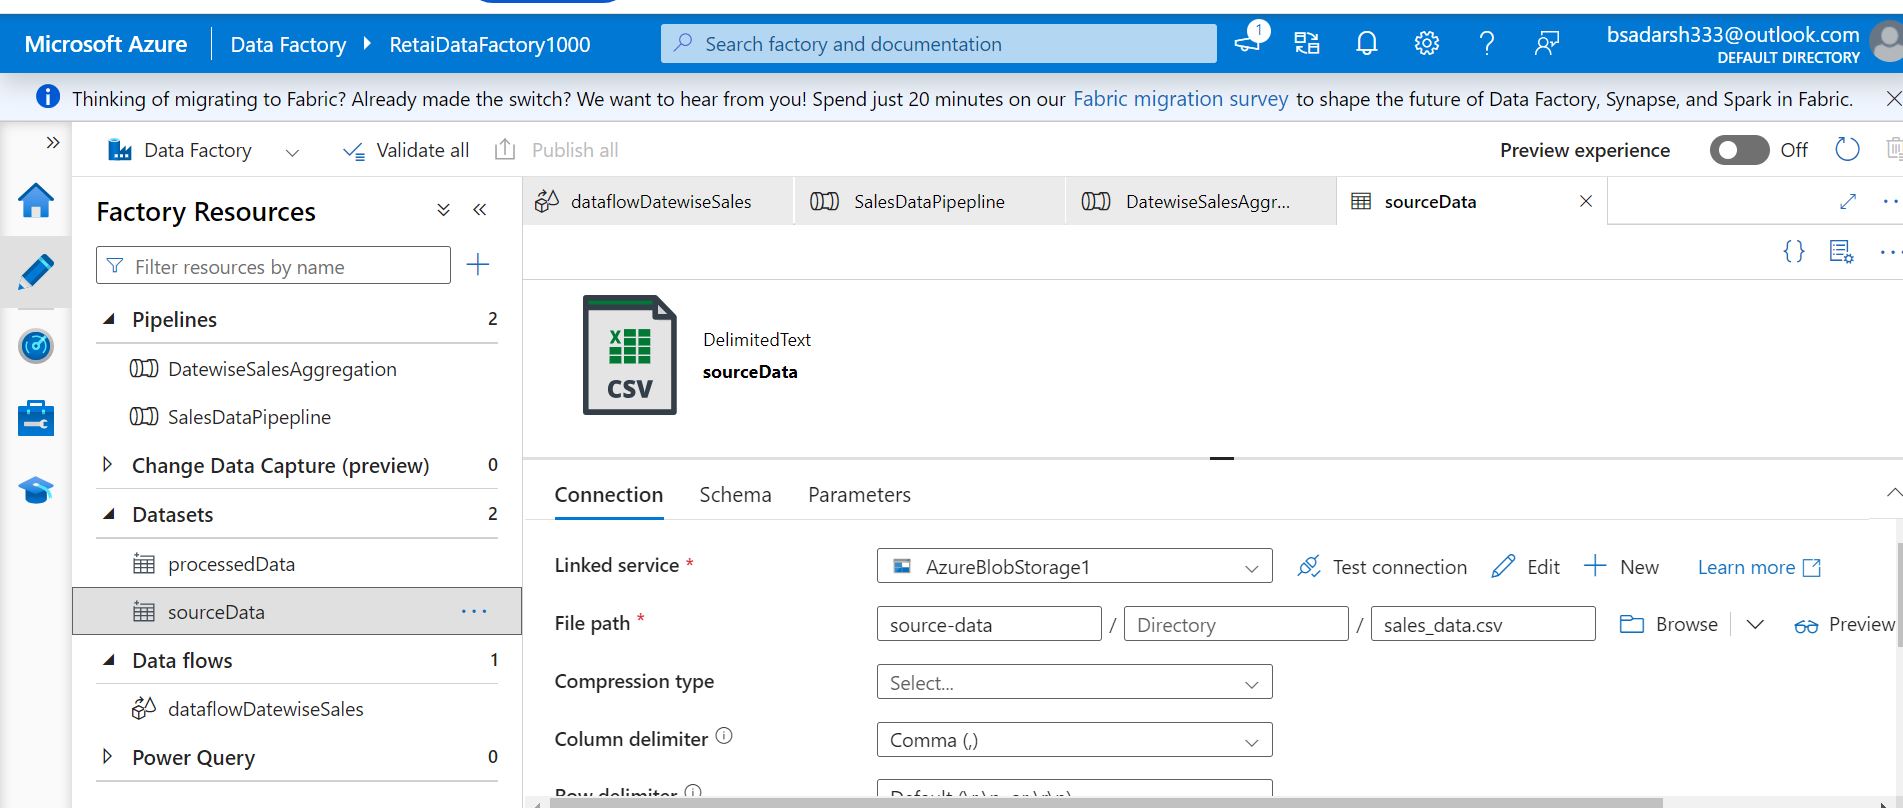 Microsoft Azure
Data Factory
RetaiDataFactory1000
Search factory and documentation
1
bsadarsh333@outlook.com
DEFAULT DIRECTORY
Thinking of migrating to Fabric? Already made the switch? We want to hear from you! Spend just 20 minutes on our Fabric migration survey to shape the future of Data Factory, Synapse, and Spark in Fabric.
Data Factory
Validate all
Publish all
Preview experience
Off
Factory Resources
Filter resources by name
Pipelines 2
DatewiseSalesAggregation
SalesDataPipepline
Change Data Capture (preview) 0
Datasets 2
processedData
sourceData
Data flows 1
dataflowDatewiseSales
Power Query 0
dataflowDatewiseSales
SalesDataPipepline
DatewiseSalesAggr...
sourceData
{}
X
CSV
DelimitedText
sourceData
Connection
Schema
Parameters
Linked service *
AzureBlobStorage1
Test connection
Edit
New
Learn more
File path *
source-data / Directory / sales_data.csv
Browse
Preview
Compression type
Select...
Column delimiter
Comma (,)
Row delimiter
Default (\r,\n, or \r\n)